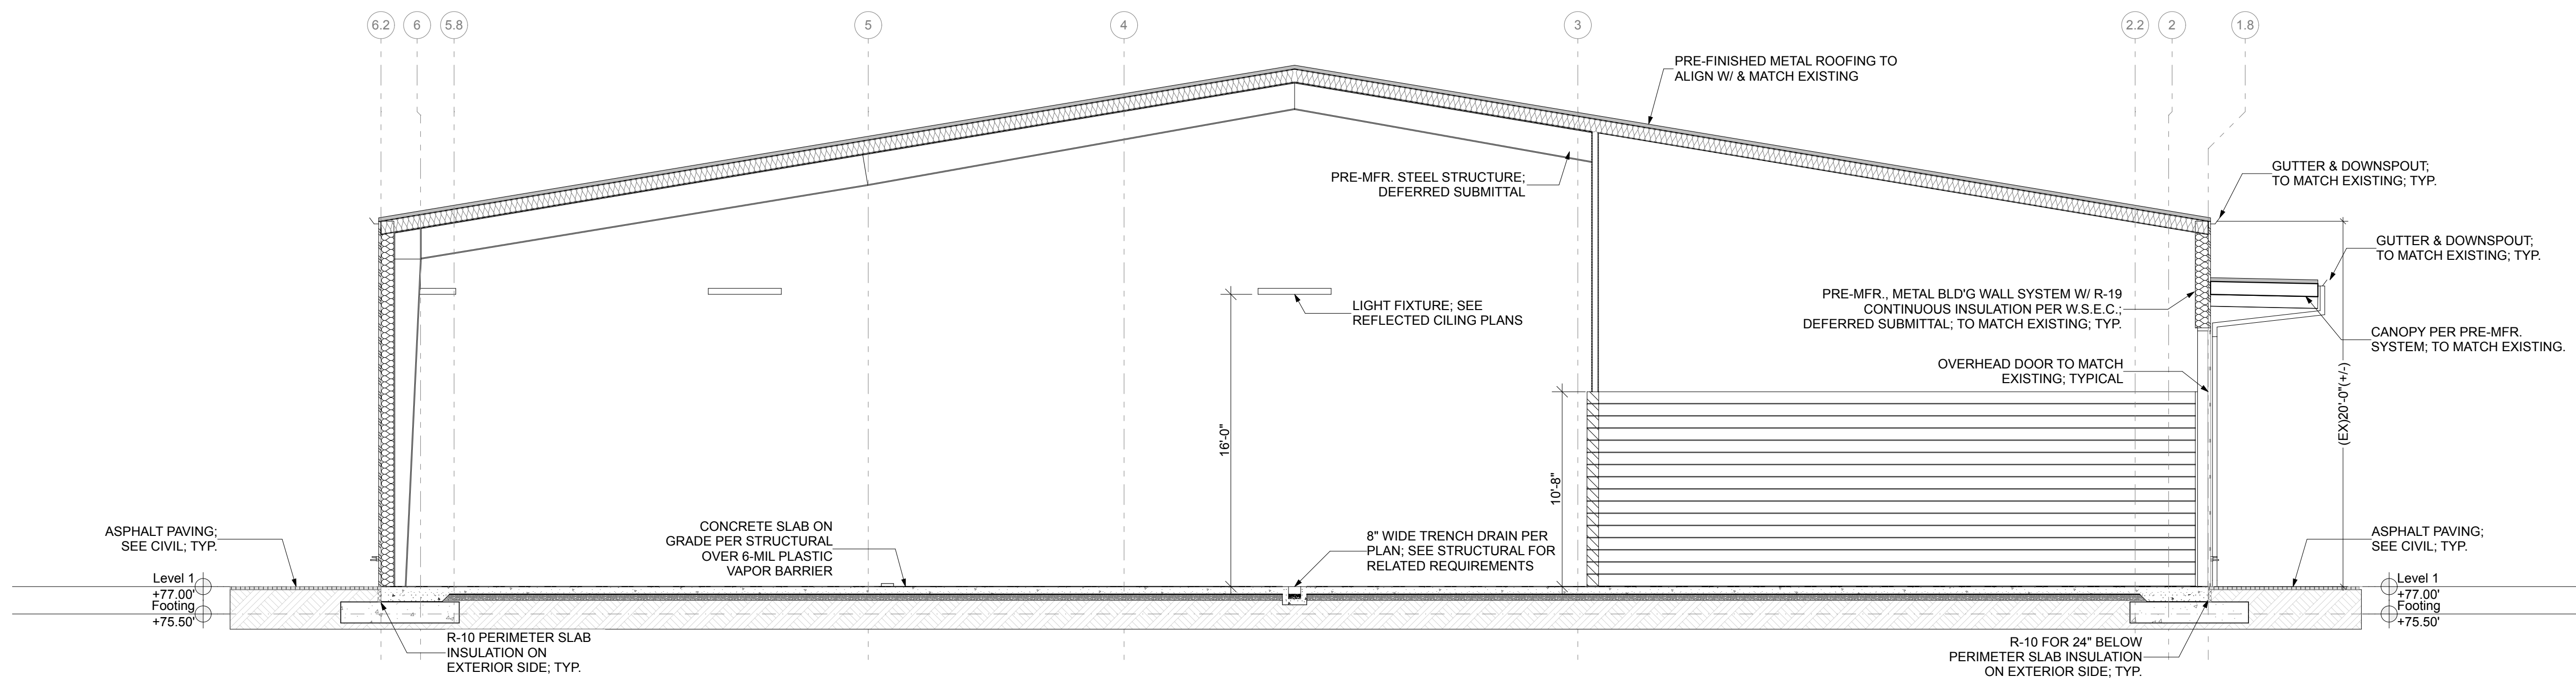 6.2
6
5.8
5
4
3
2.2
2
1.8
PRE-FINISHED METAL ROOFING TO
ALIGN W/ & MATCH EXISTING
PRE-MFR. STEEL STRUCTURE;
DEFERRED SUBMITTAL
GUTTER & DOWNSPOUT;
TO MATCH EXISTING; TYP.
GUTTER & DOWNSPOUT;
TO MATCH EXISTING; TYP.
LIGHT FIXTURE; SEE
REFLECTED CILING PLANS
PRE-MFR., METAL BLD'G WALL SYSTEM W/ R-19
CONTINUOUS INSULATION PER W.S.E.C.;
DEFERRED SUBMITTAL; TO MATCH EXISTING; TYP.
CANOPY PER PRE-MFR.
SYSTEM; TO MATCH EXISTING.
OVERHEAD DOOR TO MATCH
EXISTING; TYPICAL
(EX)20'-0"(+/-)
16'-0"
10'-8"
ASPHALT PAVING;
SEE CIVIL; TYP.
CONCRETE SLAB ON
GRADE PER STRUCTURAL
OVER 6-MIL PLASTIC
VAPOR BARRIER
8" WIDE TRENCH DRAIN PER
PLAN; SEE STRUCTURAL FOR
RELATED REQUIREMENTS
ASPHALT PAVING;
SEE CIVIL; TYP.
Level 1
+77.00'
Footing
+75.50'
Level 1
+77.00'
Footing
+75.50'
R-10 PERIMETER SLAB
INSULATION ON
EXTERIOR SIDE; TYP.
R-10 FOR 24" BELOW
PERIMETER SLAB INSULATION
ON EXTERIOR SIDE; TYP.